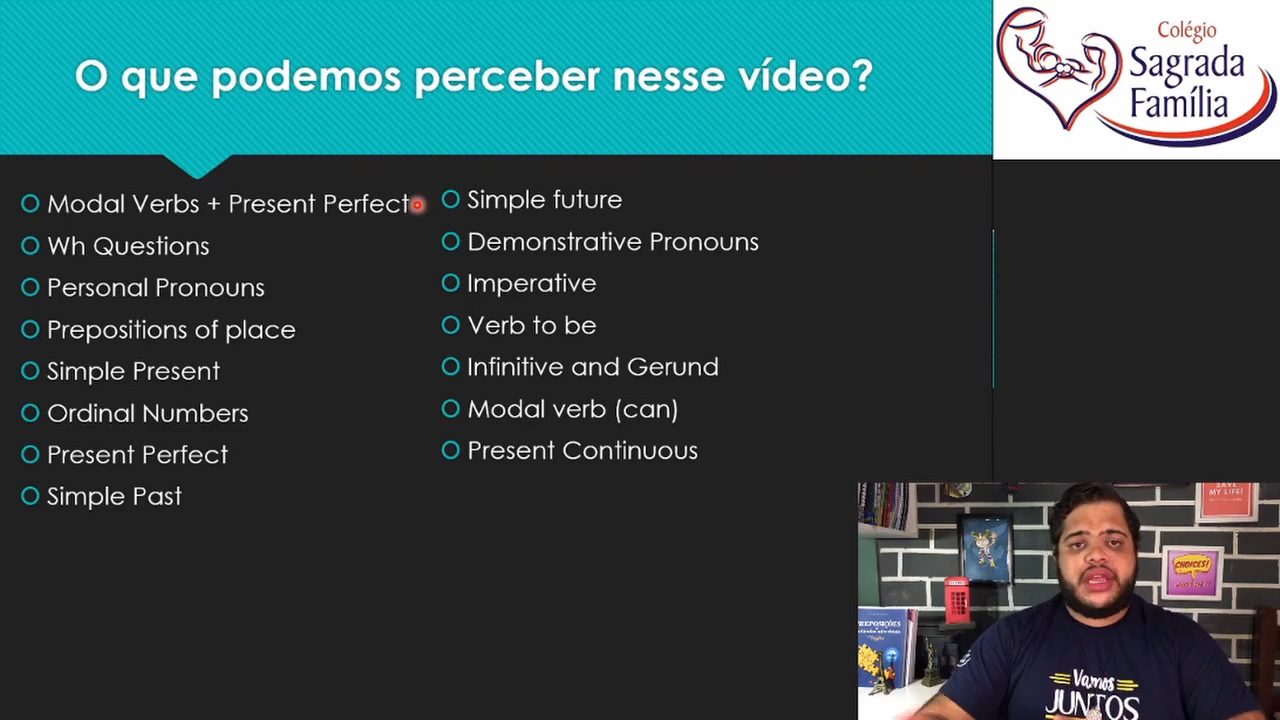 O que podemos perceber nesse vídeo?
Colégio
Sagrada
Família
Modal Verbs + Present Perfect
Wh Questions
Personal Pronouns
Prepositions of place
Simple Present
Ordinal Numbers
Present Perfect
Simple Past
Simple future
Demonstrative Pronouns
Imperative
Verb to be
Infinitive and Gerund
Modal verb (can)
Present Continuous
SAVE
MY LIFE!
CHOICES!
PREPOSIÇÕES
Vamos
JUNTOS